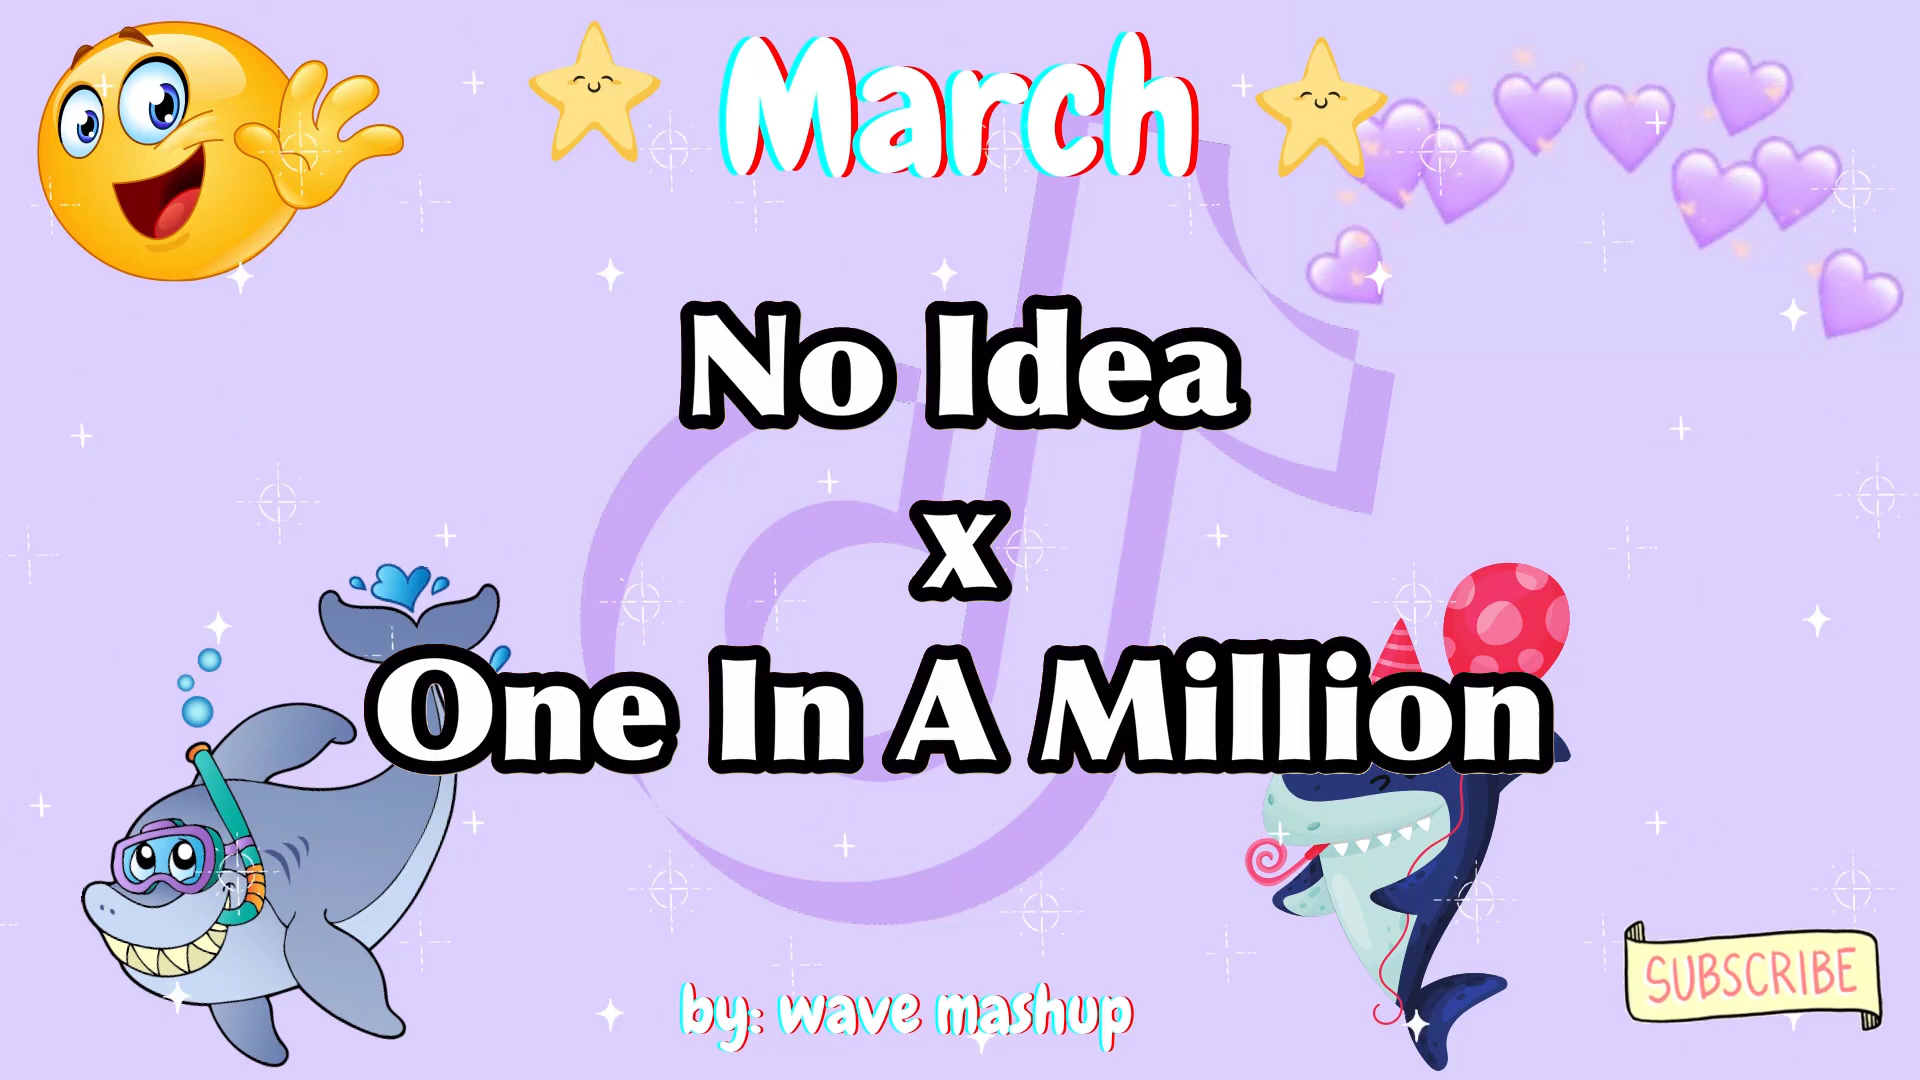 March
No Idea
x
One In A Million
by: wave mashup
SUBSCRIBE